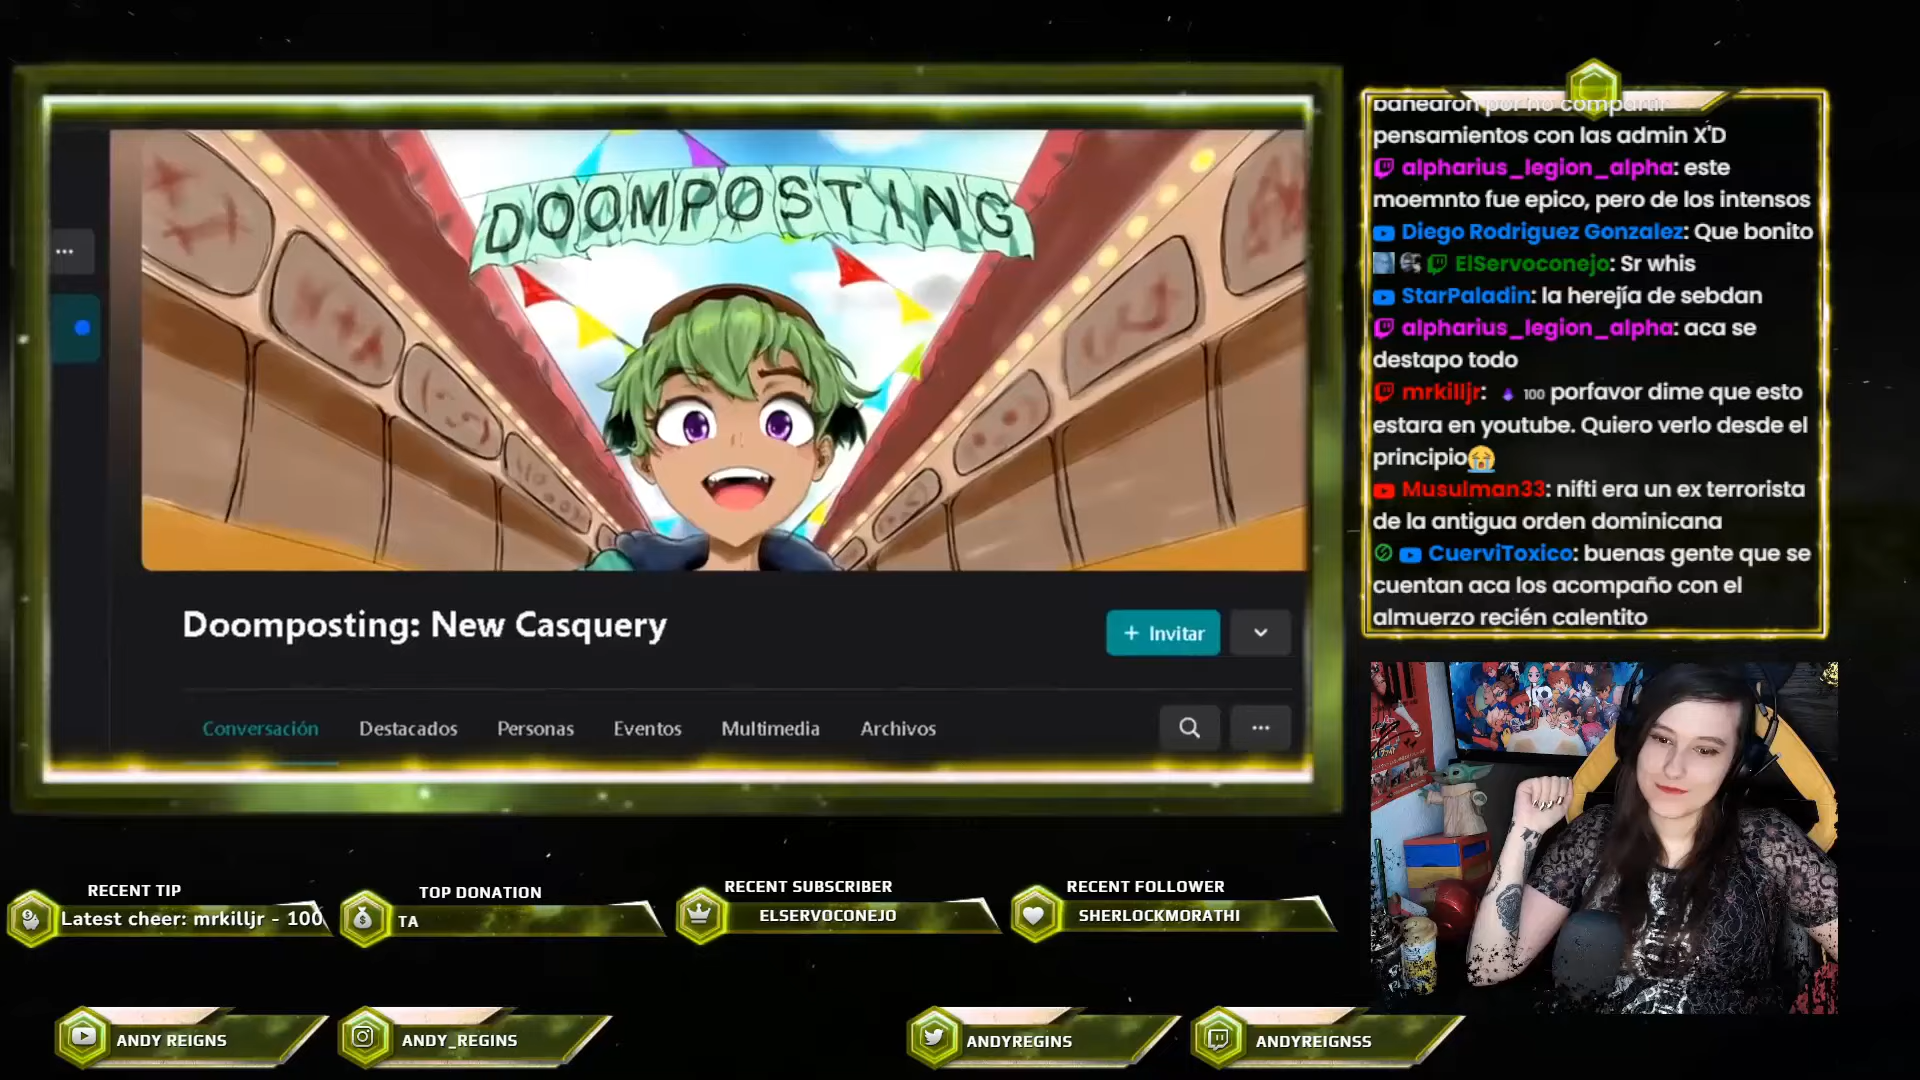 DOOMPOSTING
Doomposting: New Casquery
+ Invitar
Conversación
Destacados
Personas
Eventos
Multimedia
Archivos
banearon por no compartir
pensamientos con las admin X'D
alpharius_legion_alpha: este
moemnto fue epico, pero de los intensos
Diego Rodriguez Gonzalez: Que bonito
ElServoconejo: Sr whis
StarPaladin: la herejía de sebdan
alpharius_legion_alpha: aca se
destapo todo
mrkilljr: 100 porfavor dime que esto
estara en youtube. Quiero verlo desde el
principio😭
Musulman33: nifti era un ex terrorista
de la antigua orden dominicana
CuerviToxico: buenas gente que se
cuentan aca los acompaño con el
almuerzo recién calentito
RECENT TIP
Latest cheer: mrkilljr - 100
TOP DONATION
TA
RECENT SUBSCRIBER
ELSERVOCONEJO
RECENT FOLLOWER
SHERLOCKMORATHI
ANDY REIGNS
ANDY_REGINS
ANDYREGINS
ANDYREIGNSS